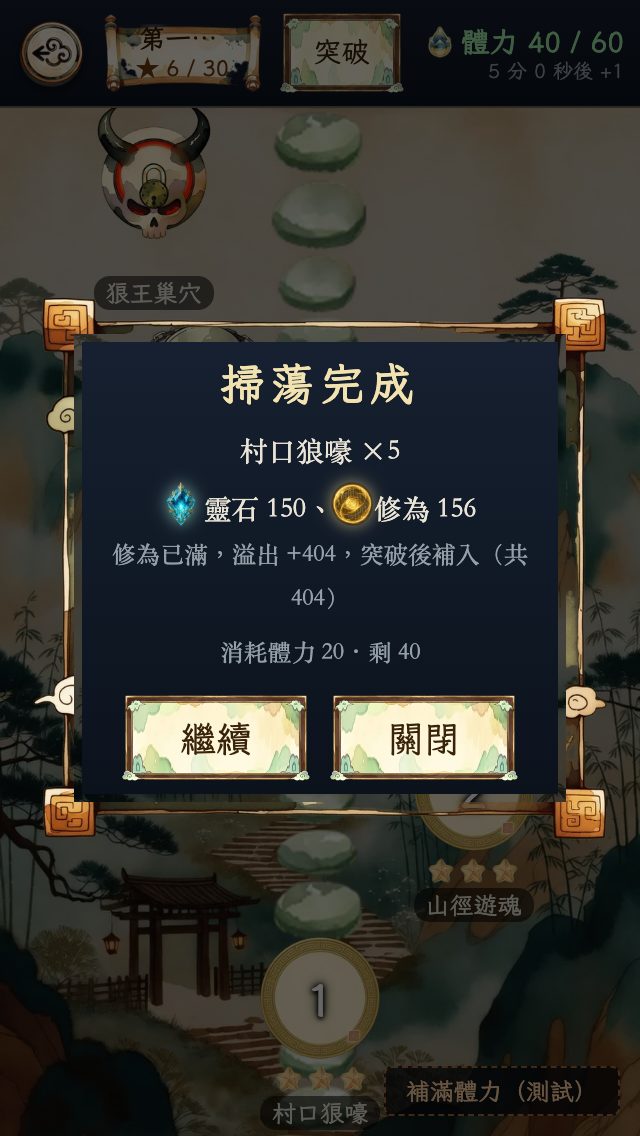 第一…
★ 6 / 30
突破
體力 40 / 60
5 分 0 秒後 +1
狼王巢穴
掃蕩完成
村口狼嚎 ×5
靈石 150、修為 156
修為已滿，溢出 +404，突破後補入（共
404）
消耗體力 20 · 剩 40
繼續
關閉
2
山徑遊魂
1
村口狼嚎
補滿體力（測試）